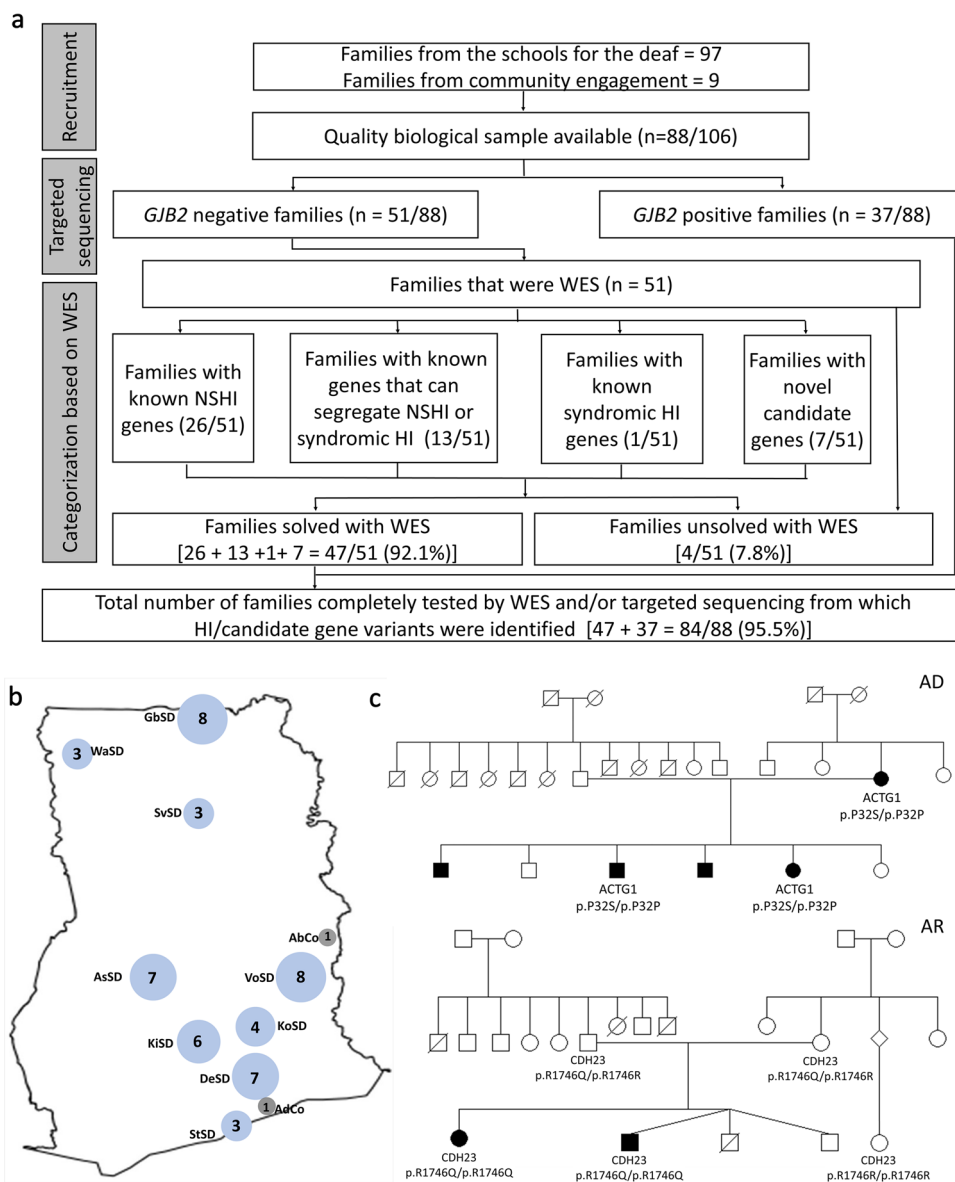 a
Recruitment
Families from the schools for the deaf = 97
Families from community engagement = 9
Quality biological sample available (n=88/106)
Targeted
sequencing
GJB2 negative families (n = 51/88)
GJB2 positive families (n = 37/88)
Categorization based on WES
Families that were WES (n = 51)
Families with
known NSHI
genes (26/51)
Families with known
genes that can
segregate NSHI or
syndromic HI (13/51)
Families with
known
syndromic HI
genes (1/51)
Families with
novel
candidate
genes (7/51)
Families solved with WES
[26 + 13 +1+ 7 = 47/51 (92.1%)]
Families unsolved with WES
[4/51 (7.8%)]
Total number of families completely tested by WES and/or targeted sequencing from which
HI/candidate gene variants were identified [47 + 37 = 84/88 (95.5%)]
b
GbSD 8
3 WaSD
SvSD 3
AbCo 1
AsSD 7
VoSD 8
4 KoSD
KiSD 6
DeSD 7
1 AdCo
StSD 3
c
AD
ACTG1
p.P32S/p.P32P
ACTG1
p.P32S/p.P32P
ACTG1
p.P32S/p.P32P
AR
CDH23
p.R1746Q/p.R1746R
CDH23
p.R1746Q/p.R1746R
CDH23
p.R1746Q/p.R1746Q
CDH23
p.R1746Q/p.R1746Q
CDH23
p.R1746R/p.R1746R